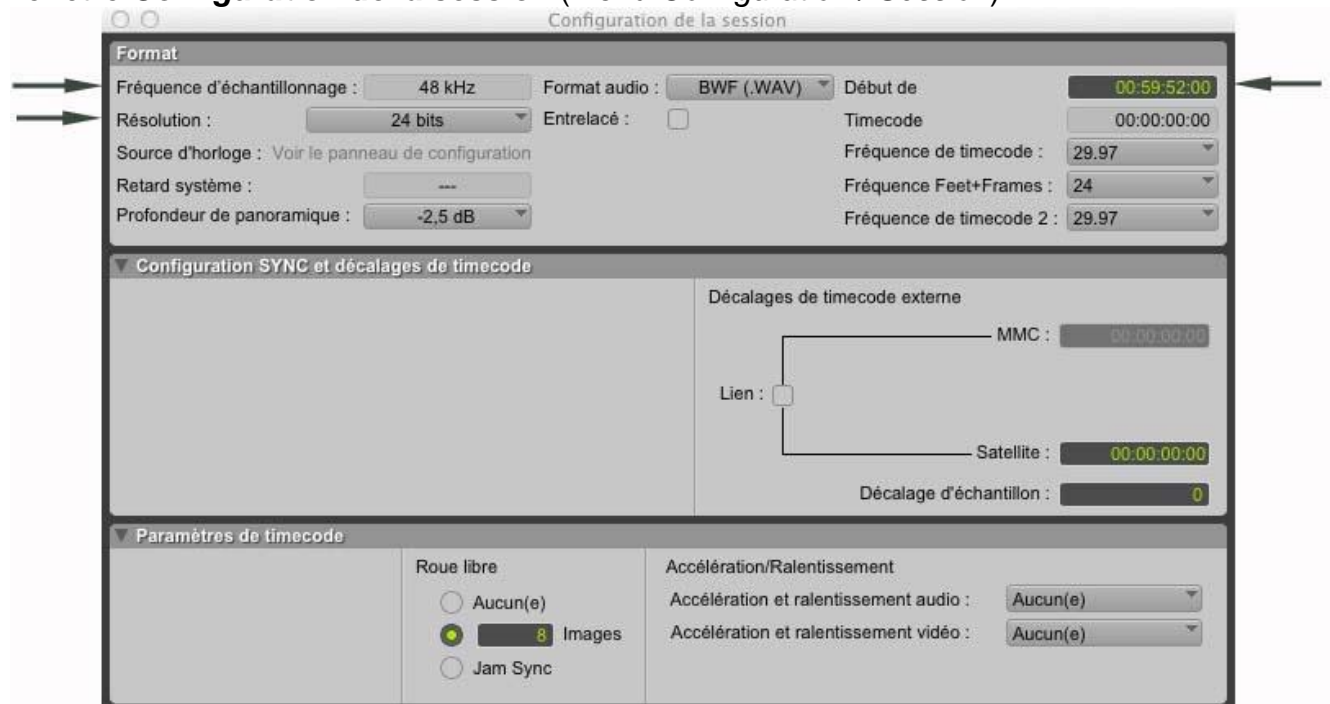 Configuration de la session
Format
Fréquence d'échantillonnage : 48 kHz Format audio : BWF (.WAV) Début de 00:59:52:00
Résolution : 24 bits Entrelacé : Timecode 00:00:00:00
Source d'horloge : Voir le panneau de configuration Fréquence de timecode : 29.97
Retard système : --- Fréquence Feet+Frames : 24
Profondeur de panoramique : -2,5 dB Fréquence de timecode 2 : 29.97
Configuration SYNC et décalages de timecode
Décalages de timecode externe
MMC : 00:00:00:00
Lien :
Satellite : 00:00:00:00
Décalage d'échantillon : 0
Paramètres de timecode
Roue libre Accélération/Ralentissement
Aucun(e) Accélération et ralentissement audio : Aucun(e)
8 Images Accélération et ralentissement vidéo : Aucun(e)
Jam Sync